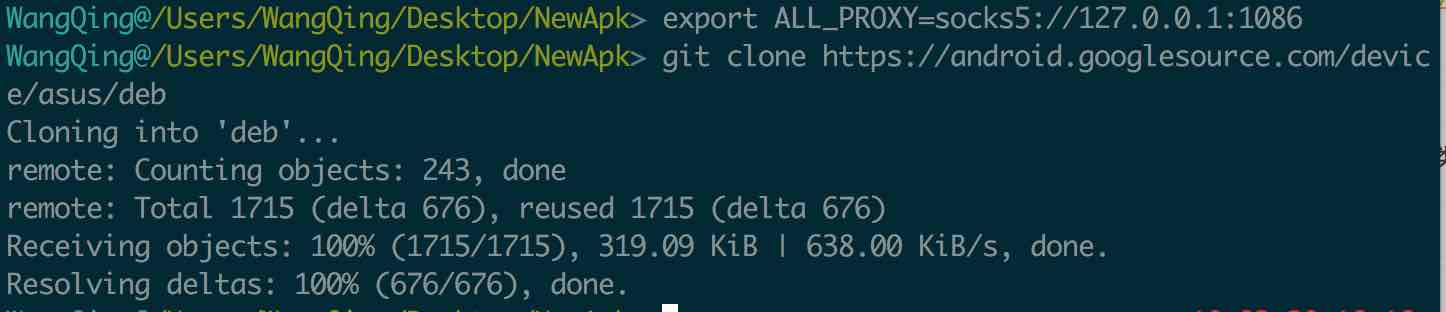 WangQing@/Users/WangQing/Desktop/NewApk> export ALL_PROXY=socks5://127.0.0.1:1086
WangQing@/Users/WangQing/Desktop/NewApk> git clone https://android.googlesource.com/devic
e/asus/deb
Cloning into 'deb'...
remote: Counting objects: 243, done
remote: Total 1715 (delta 676), reused 1715 (delta 676)
Receiving objects: 100% (1715/1715), 319.09 KiB | 638.00 KiB/s, done.
Resolving deltas: 100% (676/676), done.